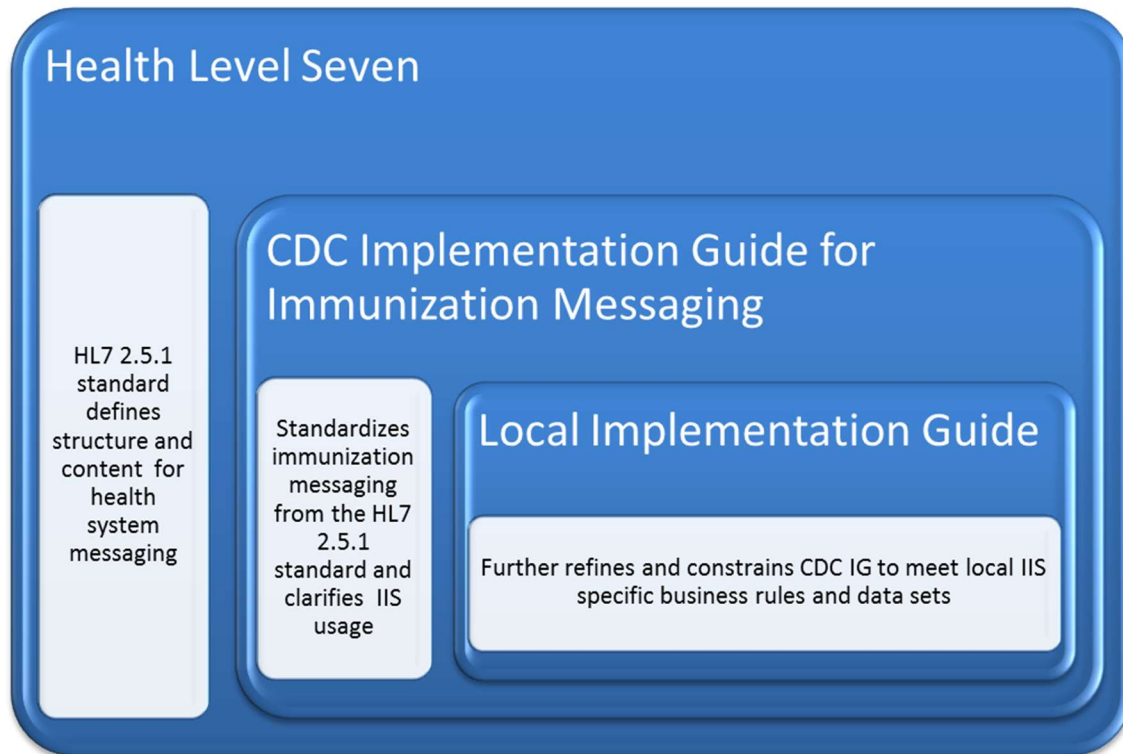 Health Level Seven
HL7 2.5.1
standard
defines
structure and
content for
health
system
messaging
CDC Implementation Guide for
Immunization Messaging
Standardizes
immunization
messaging
from the HL7
2.5.1
standard and
clarifies IIS
usage
Local Implementation Guide
Further refines and constrains CDC IG to meet local IIS
specific business rules and data sets